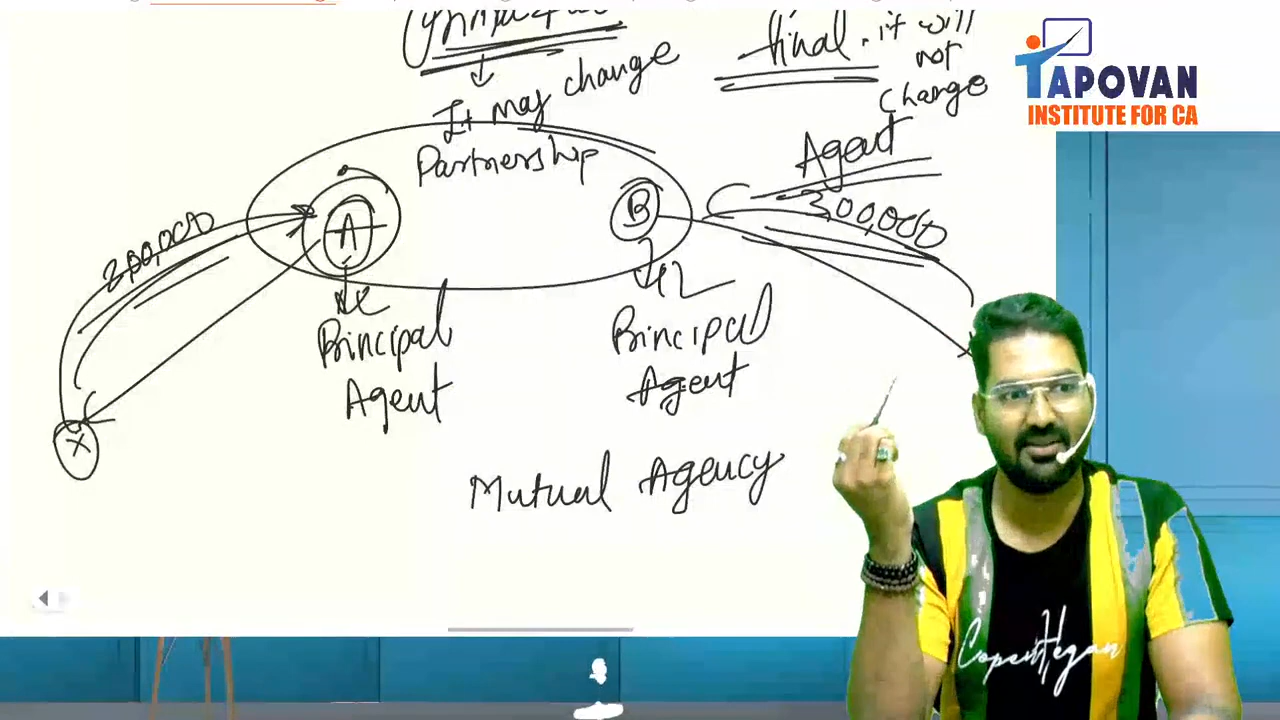 final. it will
not
change
It may change
Partnership
TAPOVAN
INSTITUTE FOR CA
Agent
A
B
200,000
300,000
Principal
Agent
Principal
Agent
X
Mutual Agency
CopenHegan